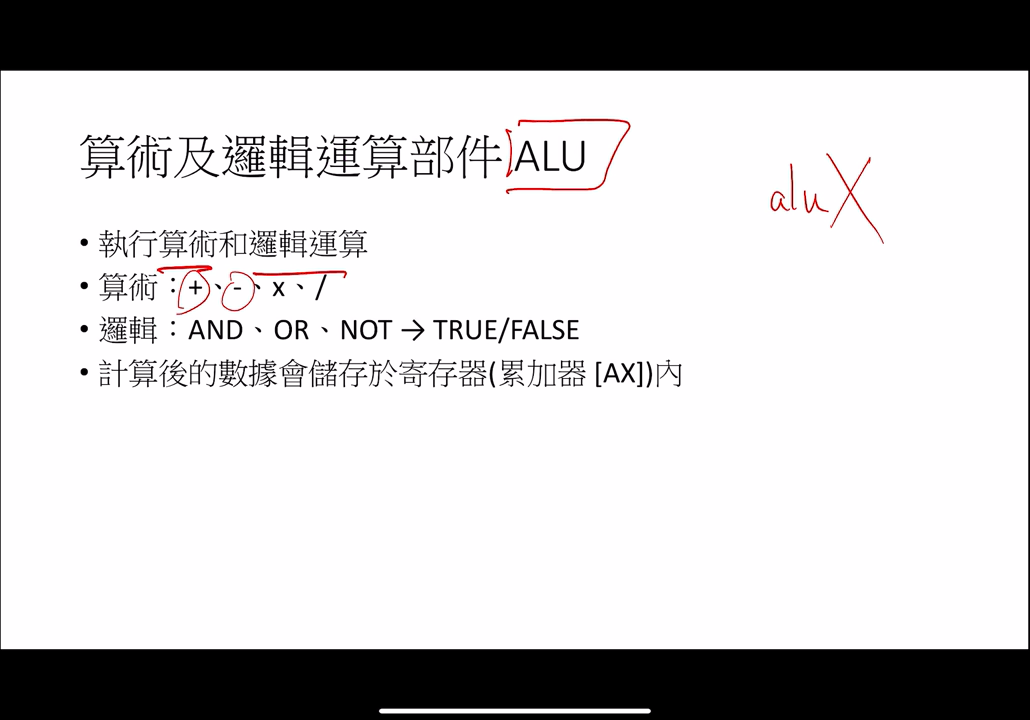 算術及邏輯運算部件 ALU
alu X
• 執行算術和邏輯運算
• 算術：+、-、x、/
• 邏輯：AND、OR、NOT → TRUE/FALSE
• 計算後的數據會儲存於寄存器(累加器 [AX])內